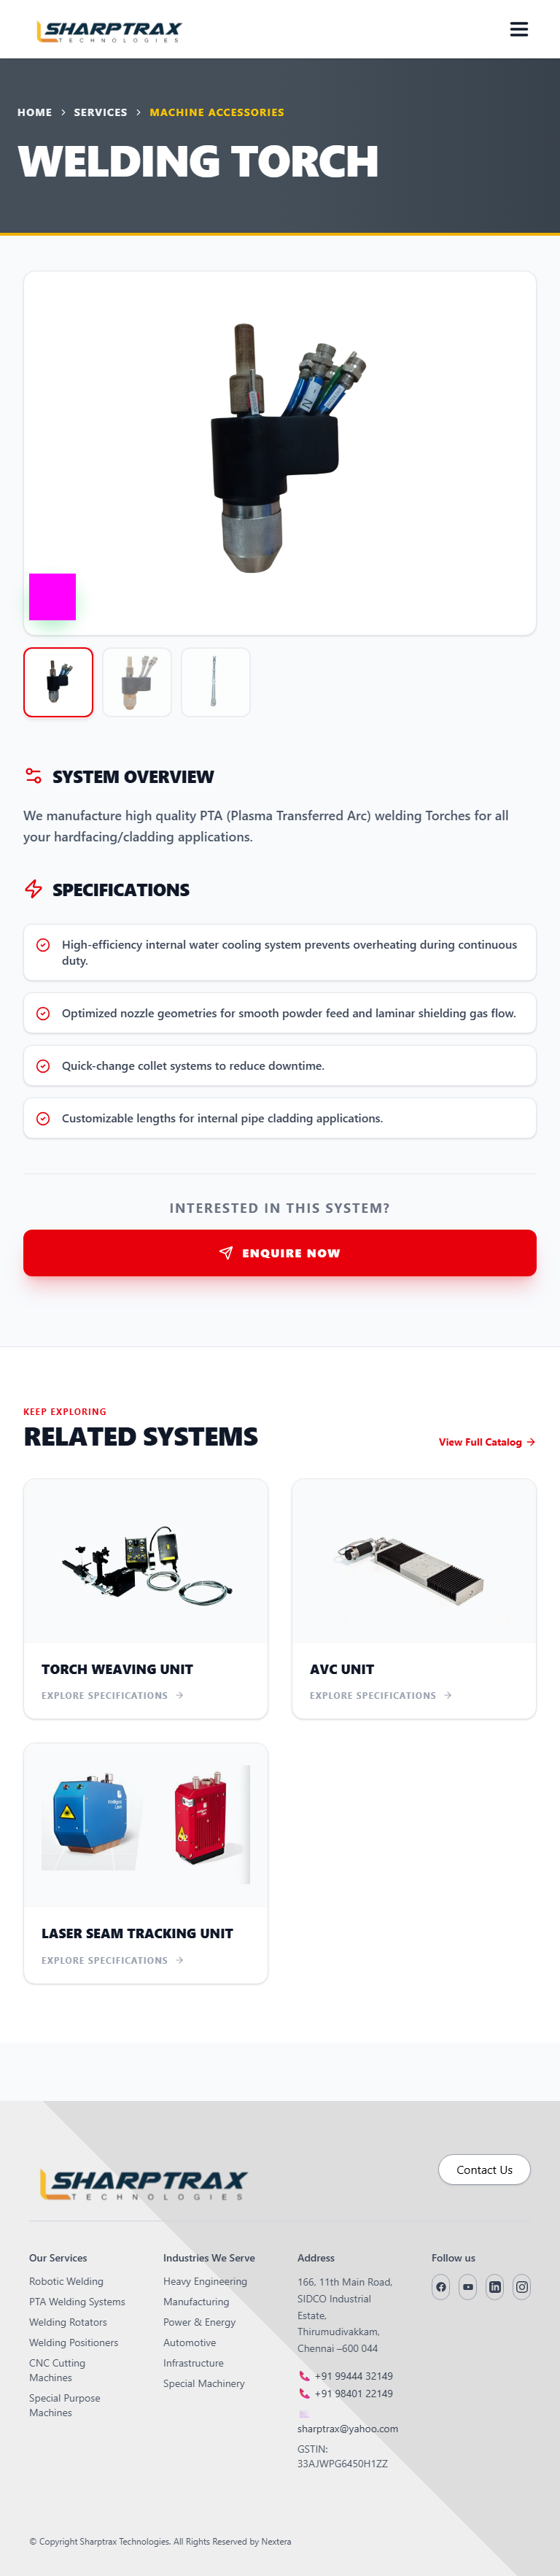 SHARPTRAX
TECHNOLOGIES
HOME > SERVICES > MACHINE ACCESSORIES
WELDING TORCH
SYSTEM OVERVIEW
We manufacture high quality PTA (Plasma Transferred Arc) welding Torches for all
your hardfacing/cladding applications.
SPECIFICATIONS
High-efficiency internal water cooling system prevents overheating during continuous
duty.
Optimized nozzle geometries for smooth powder feed and laminar shielding gas flow.
Quick-change collet systems to reduce downtime.
Customizable lengths for internal pipe cladding applications.
INTERESTED IN THIS SYSTEM?
ENQUIRE NOW
KEEP EXPLORING
RELATED SYSTEMS
View Full Catalog →
TORCH WEAVING UNIT
EXPLORE SPECIFICATIONS →
AVC UNIT
EXPLORE SPECIFICATIONS →
LASER SEAM TRACKING UNIT
EXPLORE SPECIFICATIONS →
SHARPTRAX
TECHNOLOGIES
Contact Us
Our Services
Robotic Welding
PTA Welding Systems
Welding Rotators
Welding Positioners
CNC Cutting
Machines
Special Purpose
Machines
Industries We Serve
Heavy Engineering
Manufacturing
Power & Energy
Automotive
Infrastructure
Special Machinery
Address
166, 11th Main Road,
SIDCO Industrial
Estate,
Thirumudivakkam,
Chennai –600 044
+91 99444 32149
+91 98401 22149
sharptrax@yahoo.com
GSTIN:
33AJWPG6450H1ZZ
Follow us
© Copyright Sharptrax Technologies. All Rights Reserved by Nextera